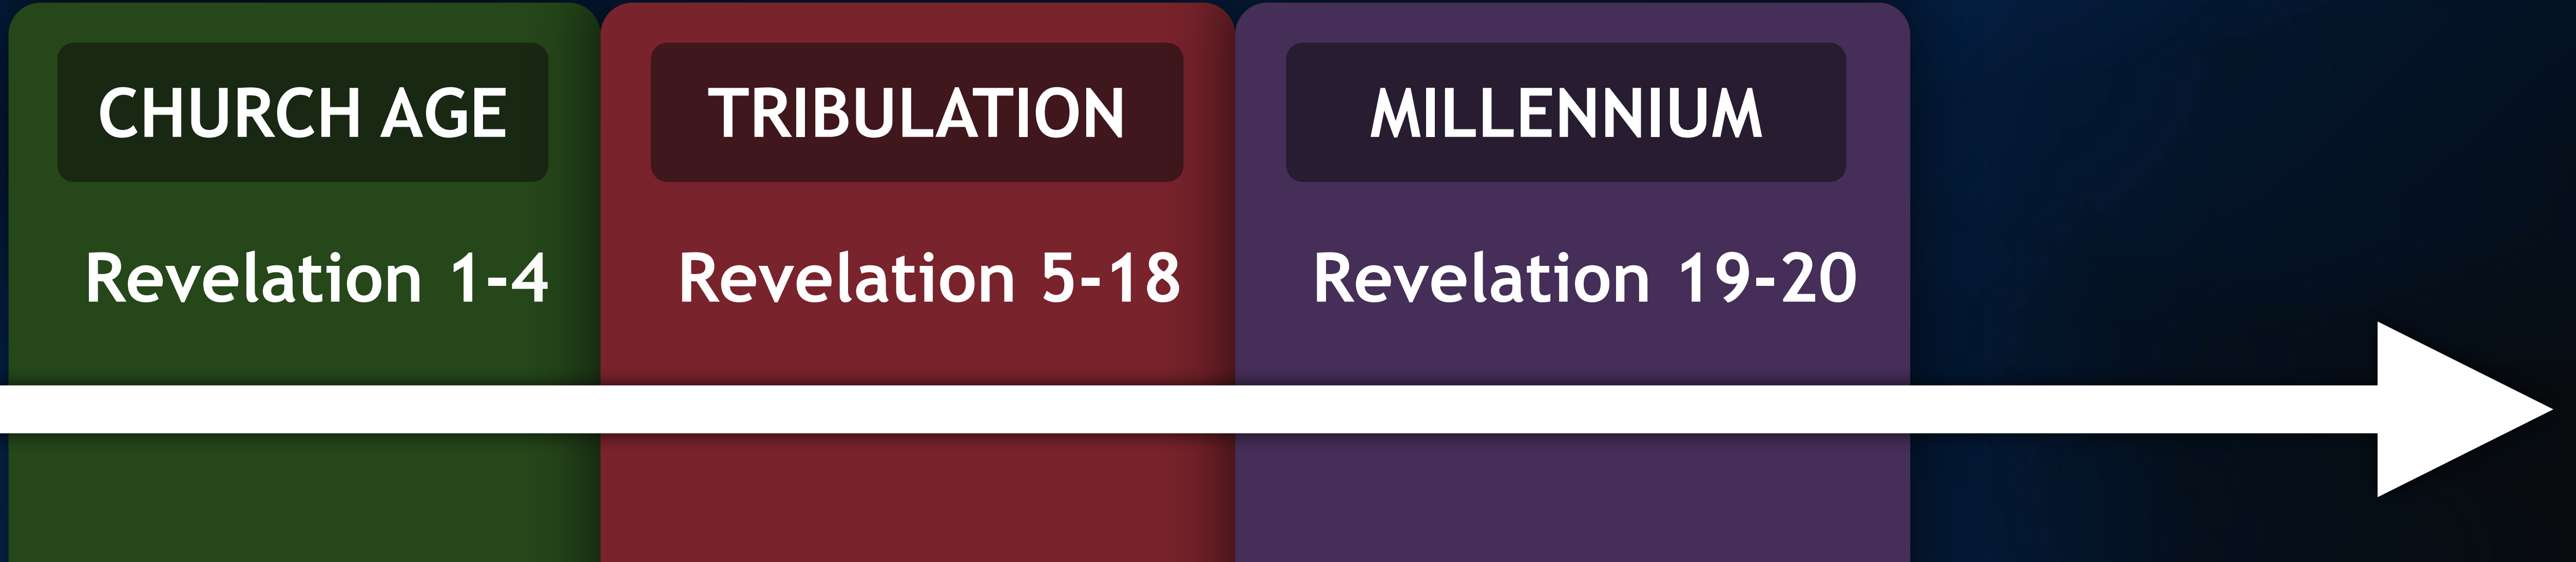 CHURCH AGE
Revelation 1-4
TRIBULATION
Revelation 5-18
MILLENNIUM
Revelation 19-20